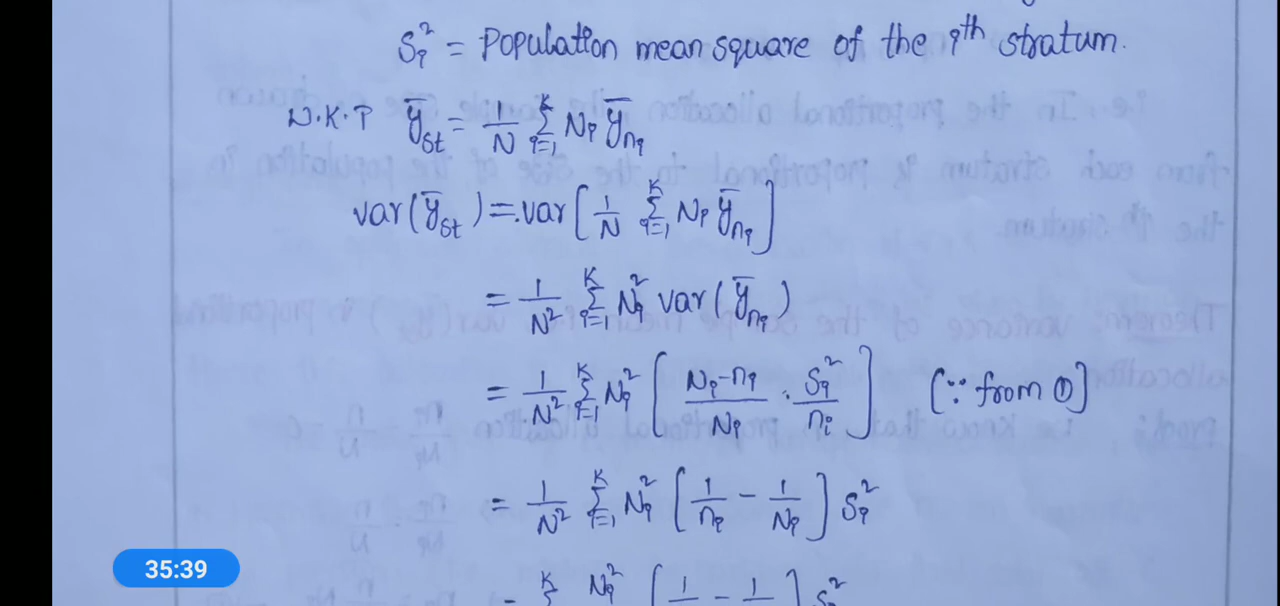 S_i^2 = Population mean square of the ith stratum.
W.K.T ȳ_st = 1/N Σ_{i=1}^{K} N_i ȳ_{n_i}
var(ȳ_st) = var[1/N Σ_{i=1}^{K} N_i ȳ_{n_i}]
= 1/N^2 Σ_{i=1}^{K} N_i^2 var(ȳ_{n_i})
= 1/N^2 Σ_{i=1}^{K} N_i^2 [(N_i - n_i)/N_i · S_i^2/n_i] (∵ from ①]
= 1/N^2 Σ_{i=1}^{K} N_i^2 [1/n_i - 1/N_i] S_i^2
35:39